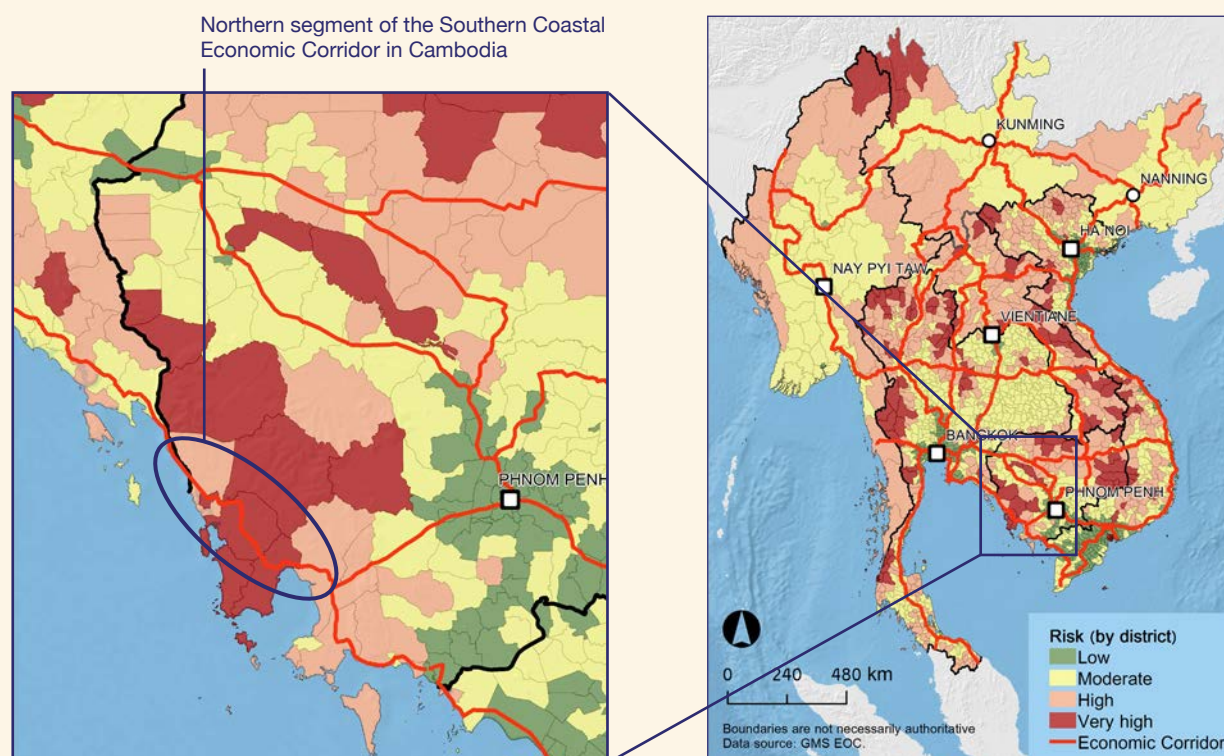 Northern segment of the Southern Coastal
Economic Corridor in Cambodia
PHNOM PENH
KUNMING
NANNING
HA NOI
NAY PYI TAW
VIENTIANE
BANGKOK
PHNOM PENH
0 240 480 km
Boundaries are not necessarily authoritative
Data source: GMS EOC.
Risk (by district)
Low
Moderate
High
Very high
Economic Corridor